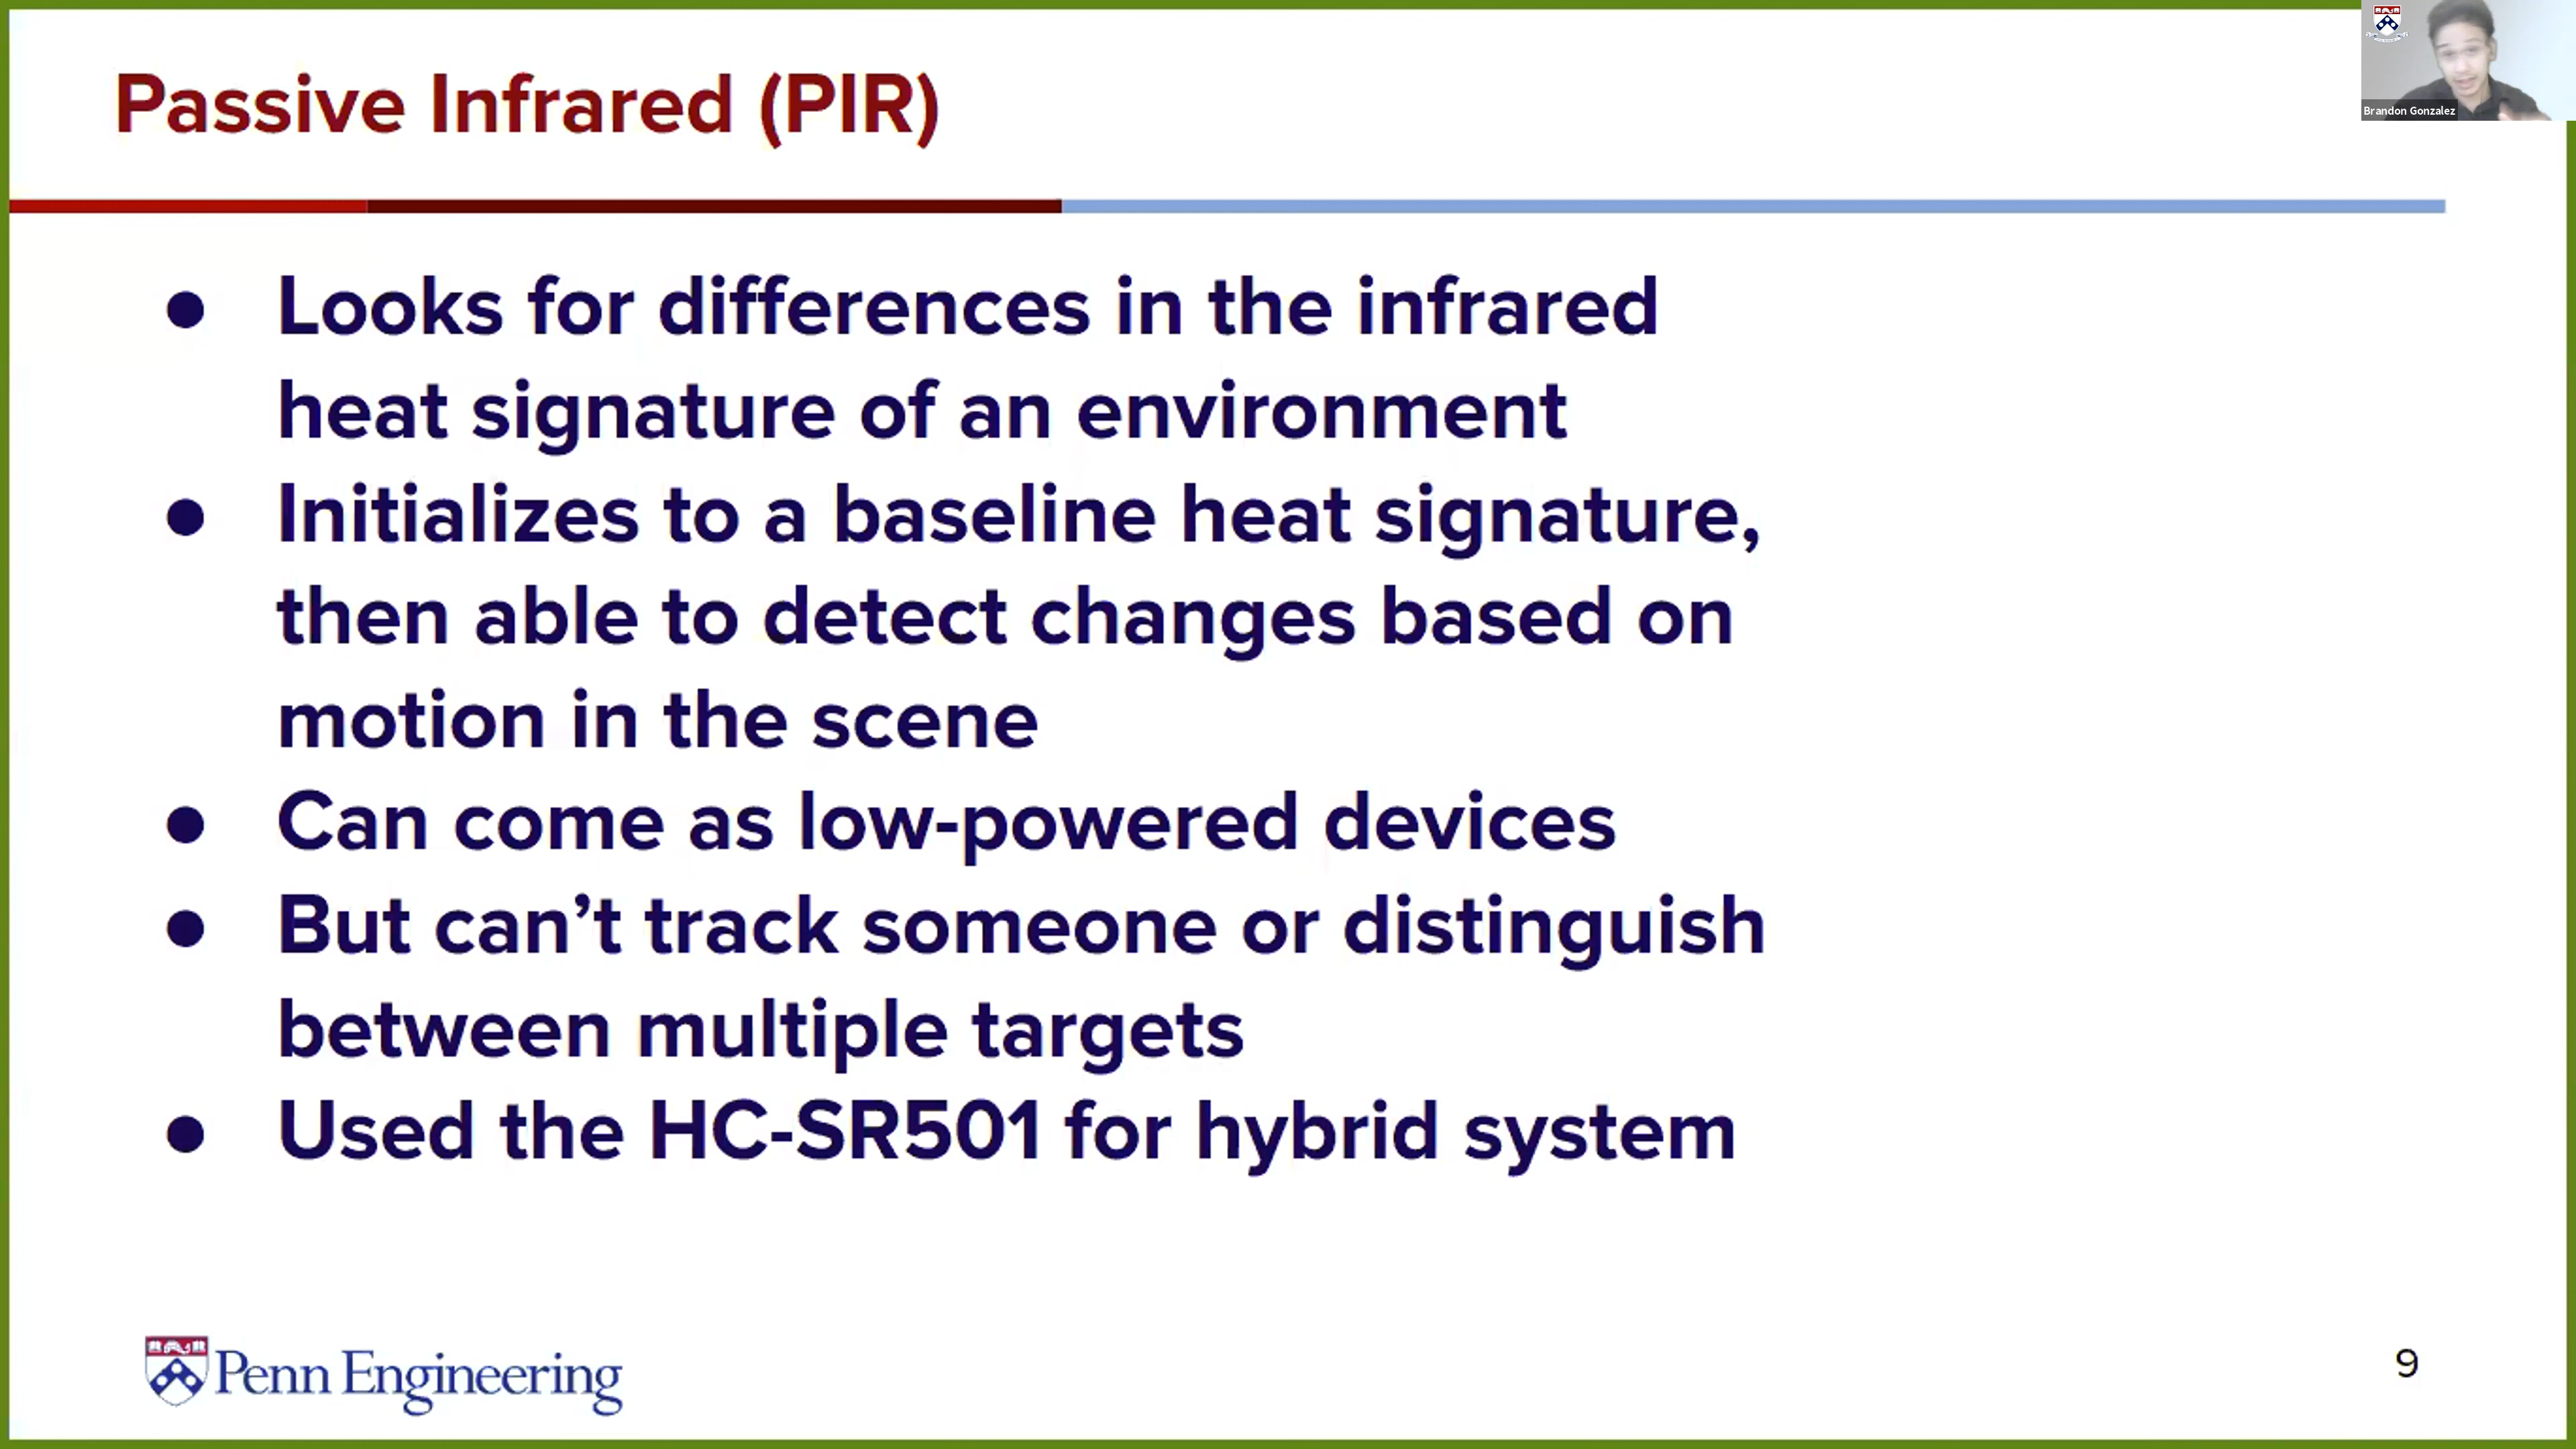 Passive Infrared (PIR)
Brandon Gonzalez
● Looks for differences in the infrared
heat signature of an environment
● Initializes to a baseline heat signature,
then able to detect changes based on
motion in the scene
● Can come as low-powered devices
● But can’t track someone or distinguish
between multiple targets
● Used the HC-SR501 for hybrid system
Penn Engineering
9